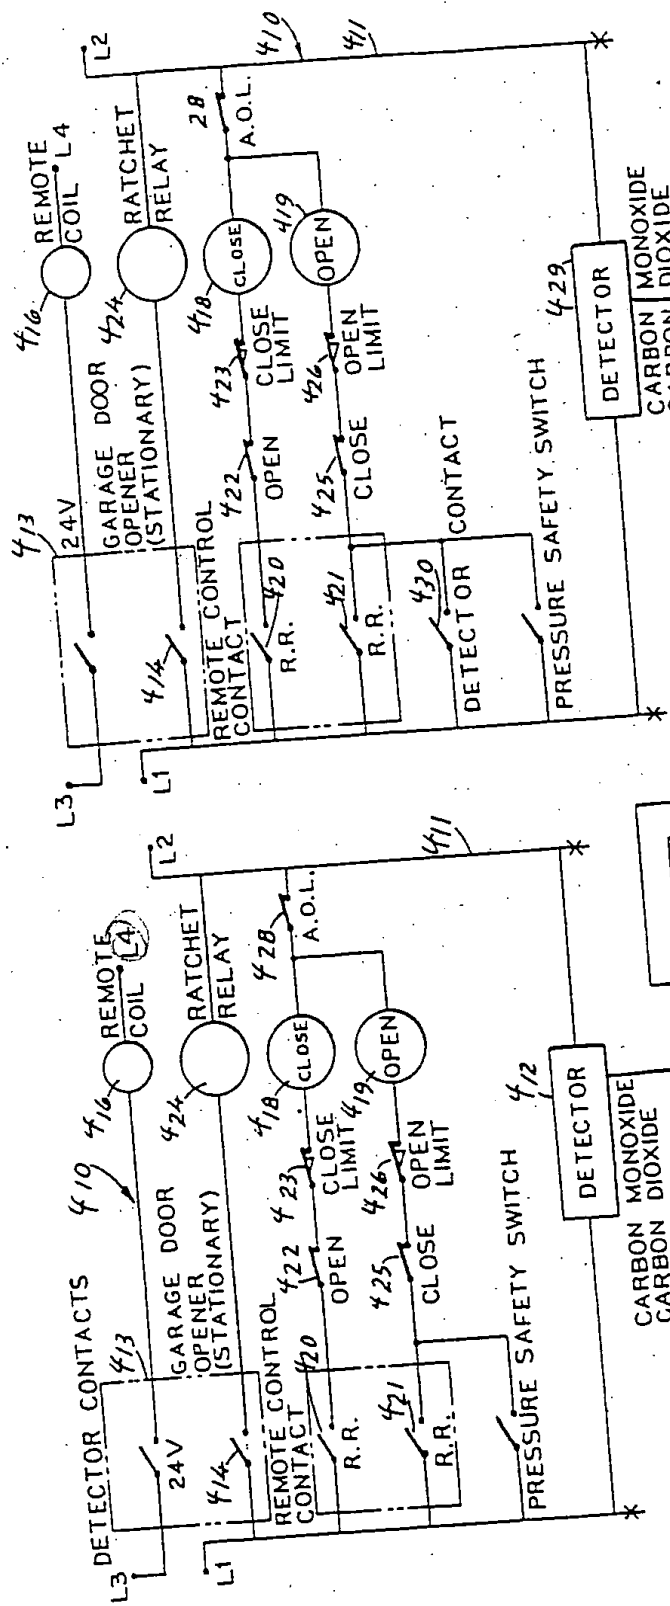 DETECTOR CONTACTS
410
416
REMOTE
COIL
L4
L3
413
24V
GARAGE DOOR
OPENER
(STATIONARY)
424
RATCHET
RELAY
L2
L1
414
REMOTE CONTROL
CONTACT
420
R.R.
422
OPEN
423
CLOSE
LIMIT
418
CLOSE
428
A.O.L.
421
R.R.
425
CLOSE
426
OPEN
LIMIT
419
OPEN
411
PRESSURE SAFETY SWITCH
412
DETECTOR
CARBON MONOXIDE
CARBON DIOXIDE
416
REMOTE
COIL
L4
L3
413
24V
GARAGE DOOR
OPENER
(STATIONARY)
424
RATCHET
RELAY
L2
L1
414
REMOTE CONTROL
CONTACT
420
R.R.
422
OPEN
423
CLOSE
LIMIT
418
CLOSE
28
A.O.L.
410
421
R.R.
425
CLOSE
426
OPEN
LIMIT
419
OPEN
411
430
DETECTOR CONTACT
PRESSURE SAFETY SWITCH
429
DETECTOR
CARBON MONOXIDE
CARBON DIOXIDE